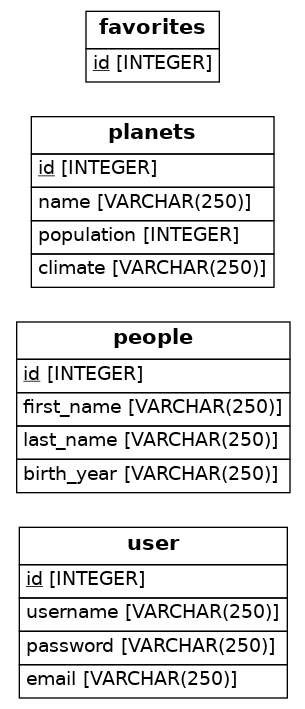 favorites
id [INTEGER]
planets
id [INTEGER]
name [VARCHAR(250)]
population [INTEGER]
climate [VARCHAR(250)]
people
id [INTEGER]
first_name [VARCHAR(250)]
last_name [VARCHAR(250)]
birth_year [VARCHAR(250)]
user
id [INTEGER]
username [VARCHAR(250)]
password [VARCHAR(250)]
email [VARCHAR(250)]